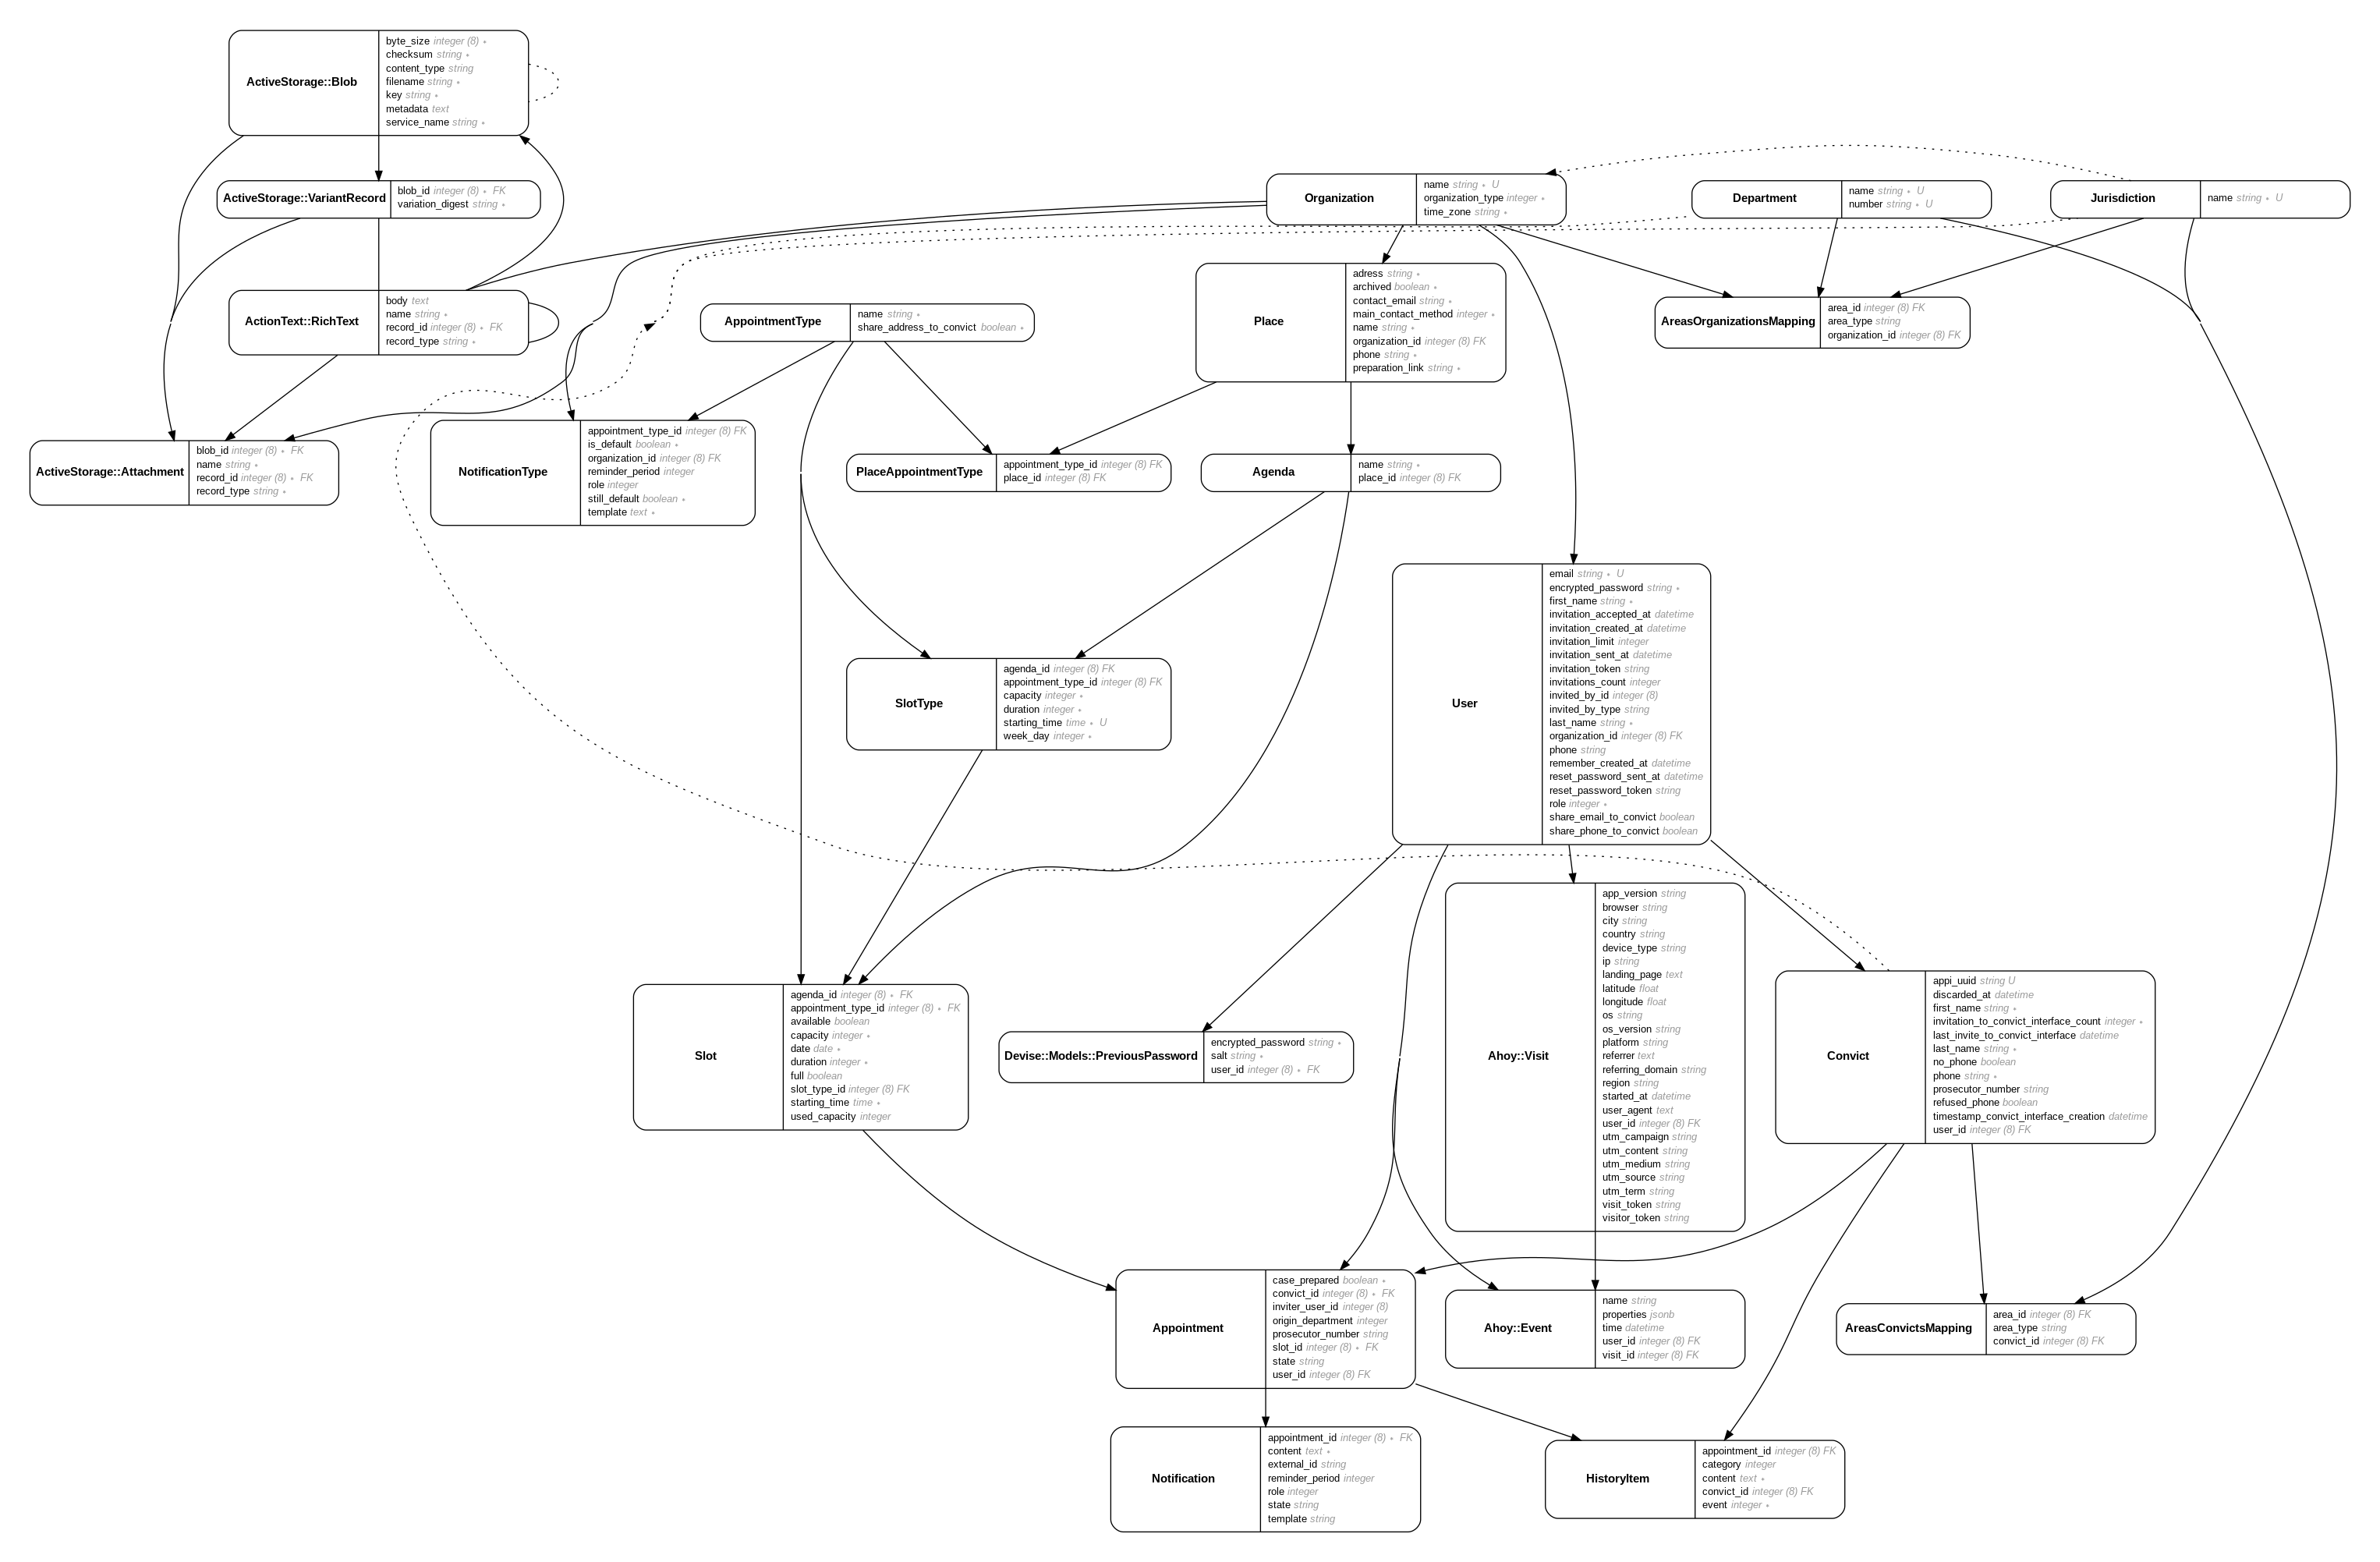 ActiveStorage::Blob
byte_size integer (8) ∗
checksum string ∗
content_type string
filename string ∗
key string ∗
metadata text
service_name string ∗
ActiveStorage::VariantRecord
blob_id integer (8) ∗ FK
variation_digest string ∗
Organization
name string ∗ U
organization_type integer ∗
time_zone string ∗
Department
name string ∗ U
number string ∗ U
Jurisdiction
name string ∗ U
ActionText::RichText
body text
name string ∗
record_id integer (8) ∗ FK
record_type string ∗
AppointmentType
name string ∗
share_address_to_convict boolean ∗
Place
adress string ∗
archived boolean ∗
contact_email string ∗
main_contact_method integer ∗
name string ∗
organization_id integer (8) FK
phone string ∗
preparation_link string ∗
AreasOrganizationsMapping
area_id integer (8) FK
area_type string
organization_id integer (8) FK
ActiveStorage::Attachment
blob_id integer (8) ∗ FK
name string ∗
record_id integer (8) ∗ FK
record_type string ∗
NotificationType
appointment_type_id integer (8) FK
is_default boolean ∗
organization_id integer (8) FK
reminder_period integer
role integer
still_default boolean ∗
template text ∗
PlaceAppointmentType
appointment_type_id integer (8) FK
place_id integer (8) FK
Agenda
name string ∗
place_id integer (8) FK
SlotType
agenda_id integer (8) FK
appointment_type_id integer (8) FK
capacity integer ∗
duration integer ∗
starting_time time ∗ U
week_day integer ∗
User
email string ∗ U
encrypted_password string ∗
first_name string ∗
invitation_accepted_at datetime
invitation_created_at datetime
invitation_limit integer
invitation_sent_at datetime
invitation_token string
invitations_count integer
invited_by_id integer (8)
invited_by_type string
last_name string ∗
organization_id integer (8) FK
phone string
remember_created_at datetime
reset_password_sent_at datetime
reset_password_token string
role integer ∗
share_email_to_convict boolean
share_phone_to_convict boolean
Slot
agenda_id integer (8) ∗ FK
appointment_type_id integer (8) ∗ FK
available boolean
capacity integer ∗
date date ∗
duration integer ∗
full boolean
slot_type_id integer (8) FK
starting_time time ∗
used_capacity integer
Devise::Models::PreviousPassword
encrypted_password string ∗
salt string ∗
user_id integer (8) ∗ FK
Ahoy::Visit
app_version string
browser string
city string
country string
device_type string
ip string
landing_page text
latitude float
longitude float
os string
os_version string
platform string
referrer text
referring_domain string
region string
started_at datetime
user_agent text
user_id integer (8) FK
utm_campaign string
utm_content string
utm_medium string
utm_source string
utm_term string
visit_token string
visitor_token string
Convict
appi_uuid string U
discarded_at datetime
first_name string ∗
invitation_to_convict_interface_count integer ∗
last_invite_to_convict_interface datetime
last_name string ∗
no_phone boolean
phone string ∗
prosecutor_number string
refused_phone boolean
timestamp_convict_interface_creation datetime
user_id integer (8) FK
Appointment
case_prepared boolean ∗
convict_id integer (8) ∗ FK
inviter_user_id integer (8)
origin_department integer
prosecutor_number string
slot_id integer (8) ∗ FK
state string
user_id integer (8) FK
Ahoy::Event
name string
properties jsonb
time datetime
user_id integer (8) FK
visit_id integer (8) FK
AreasConvictsMapping
area_id integer (8) FK
area_type string
convict_id integer (8) FK
Notification
appointment_id integer (8) ∗ FK
content text ∗
external_id string
reminder_period integer
role integer
state string
template string
HistoryItem
appointment_id integer (8) FK
category integer
content text ∗
convict_id integer (8) FK
event integer ∗